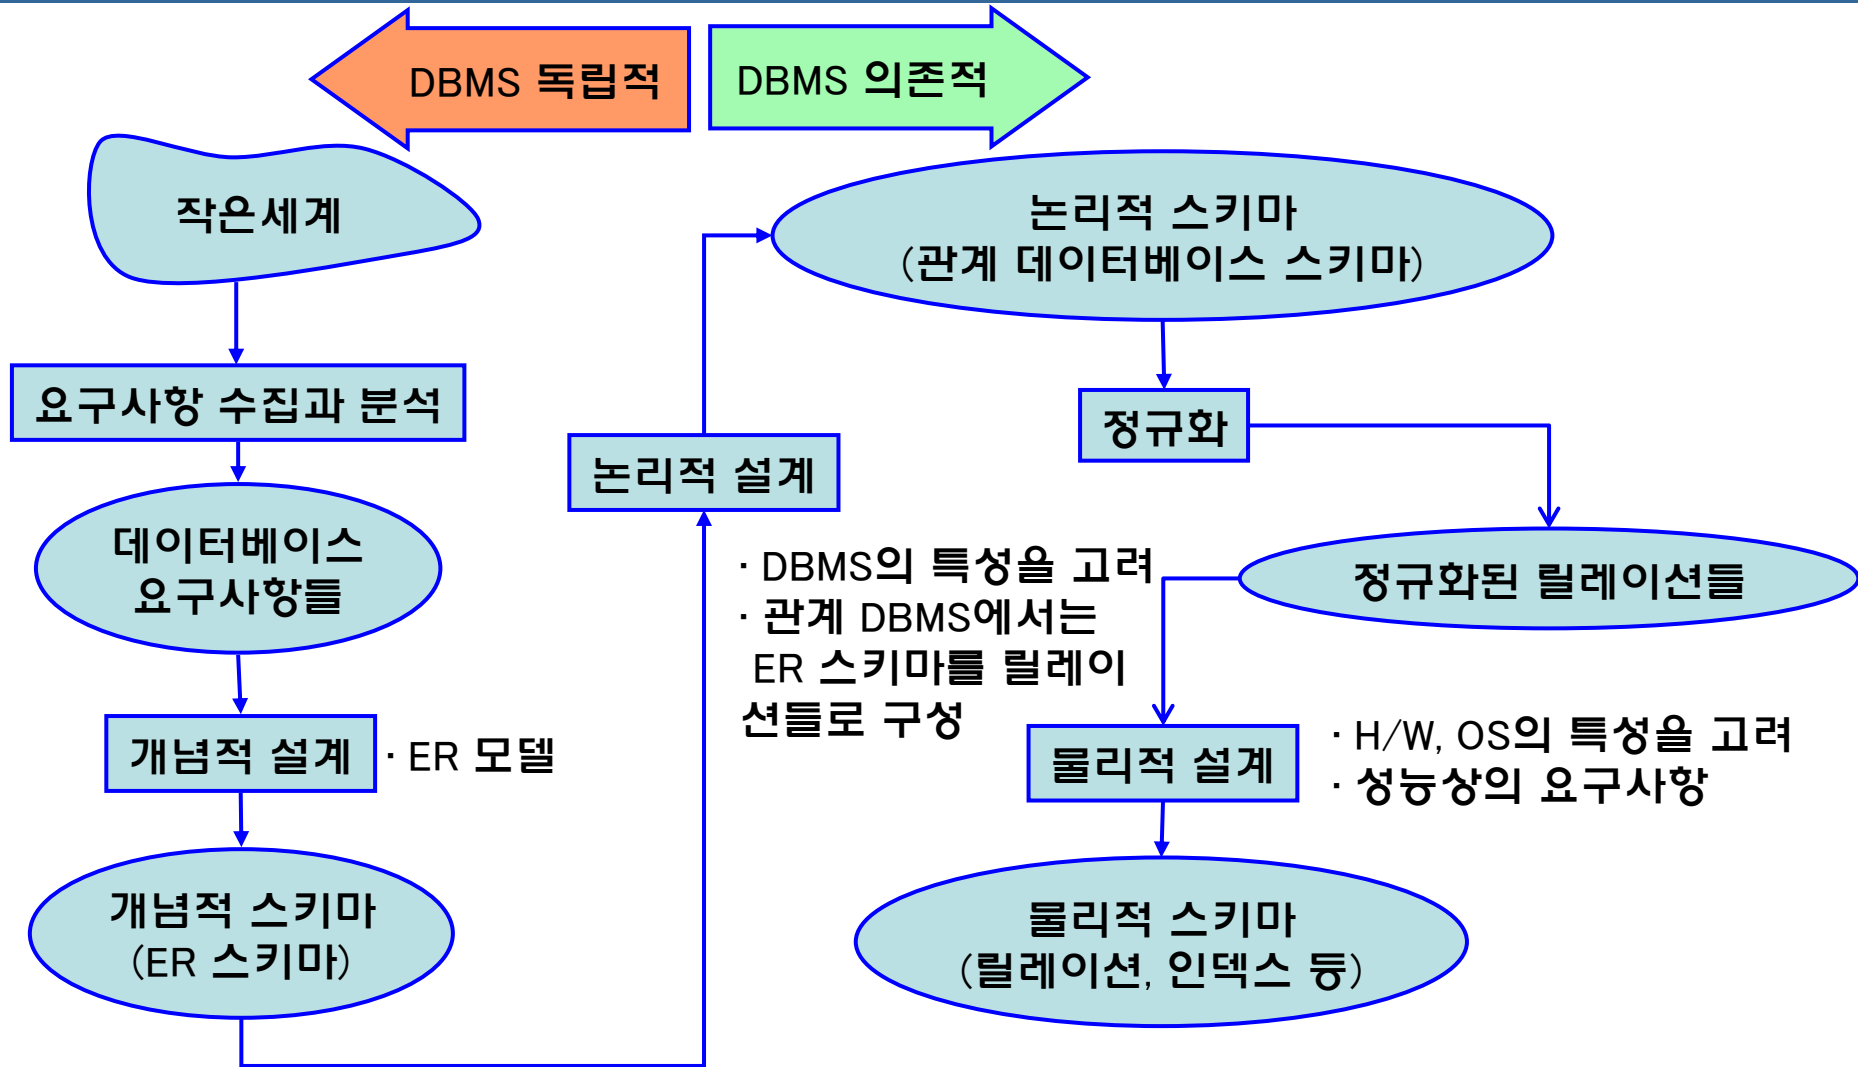 DBMS 독립적
DBMS 의존적
작은세계
요구사항 수집과 분석
데이터베이스
요구사항들
개념적 설계
· ER 모델
개념적 스키마
(ER 스키마)
논리적 설계
· DBMS의 특성을 고려
· 관계 DBMS에서는
ER 스키마를 릴레이
션들로 구성
논리적 스키마
(관계 데이터베이스 스키마)
정규화
정규화된 릴레이션들
물리적 설계
· H/W, OS의 특성을 고려
· 성능상의 요구사항
물리적 스키마
(릴레이션, 인덱스 등)